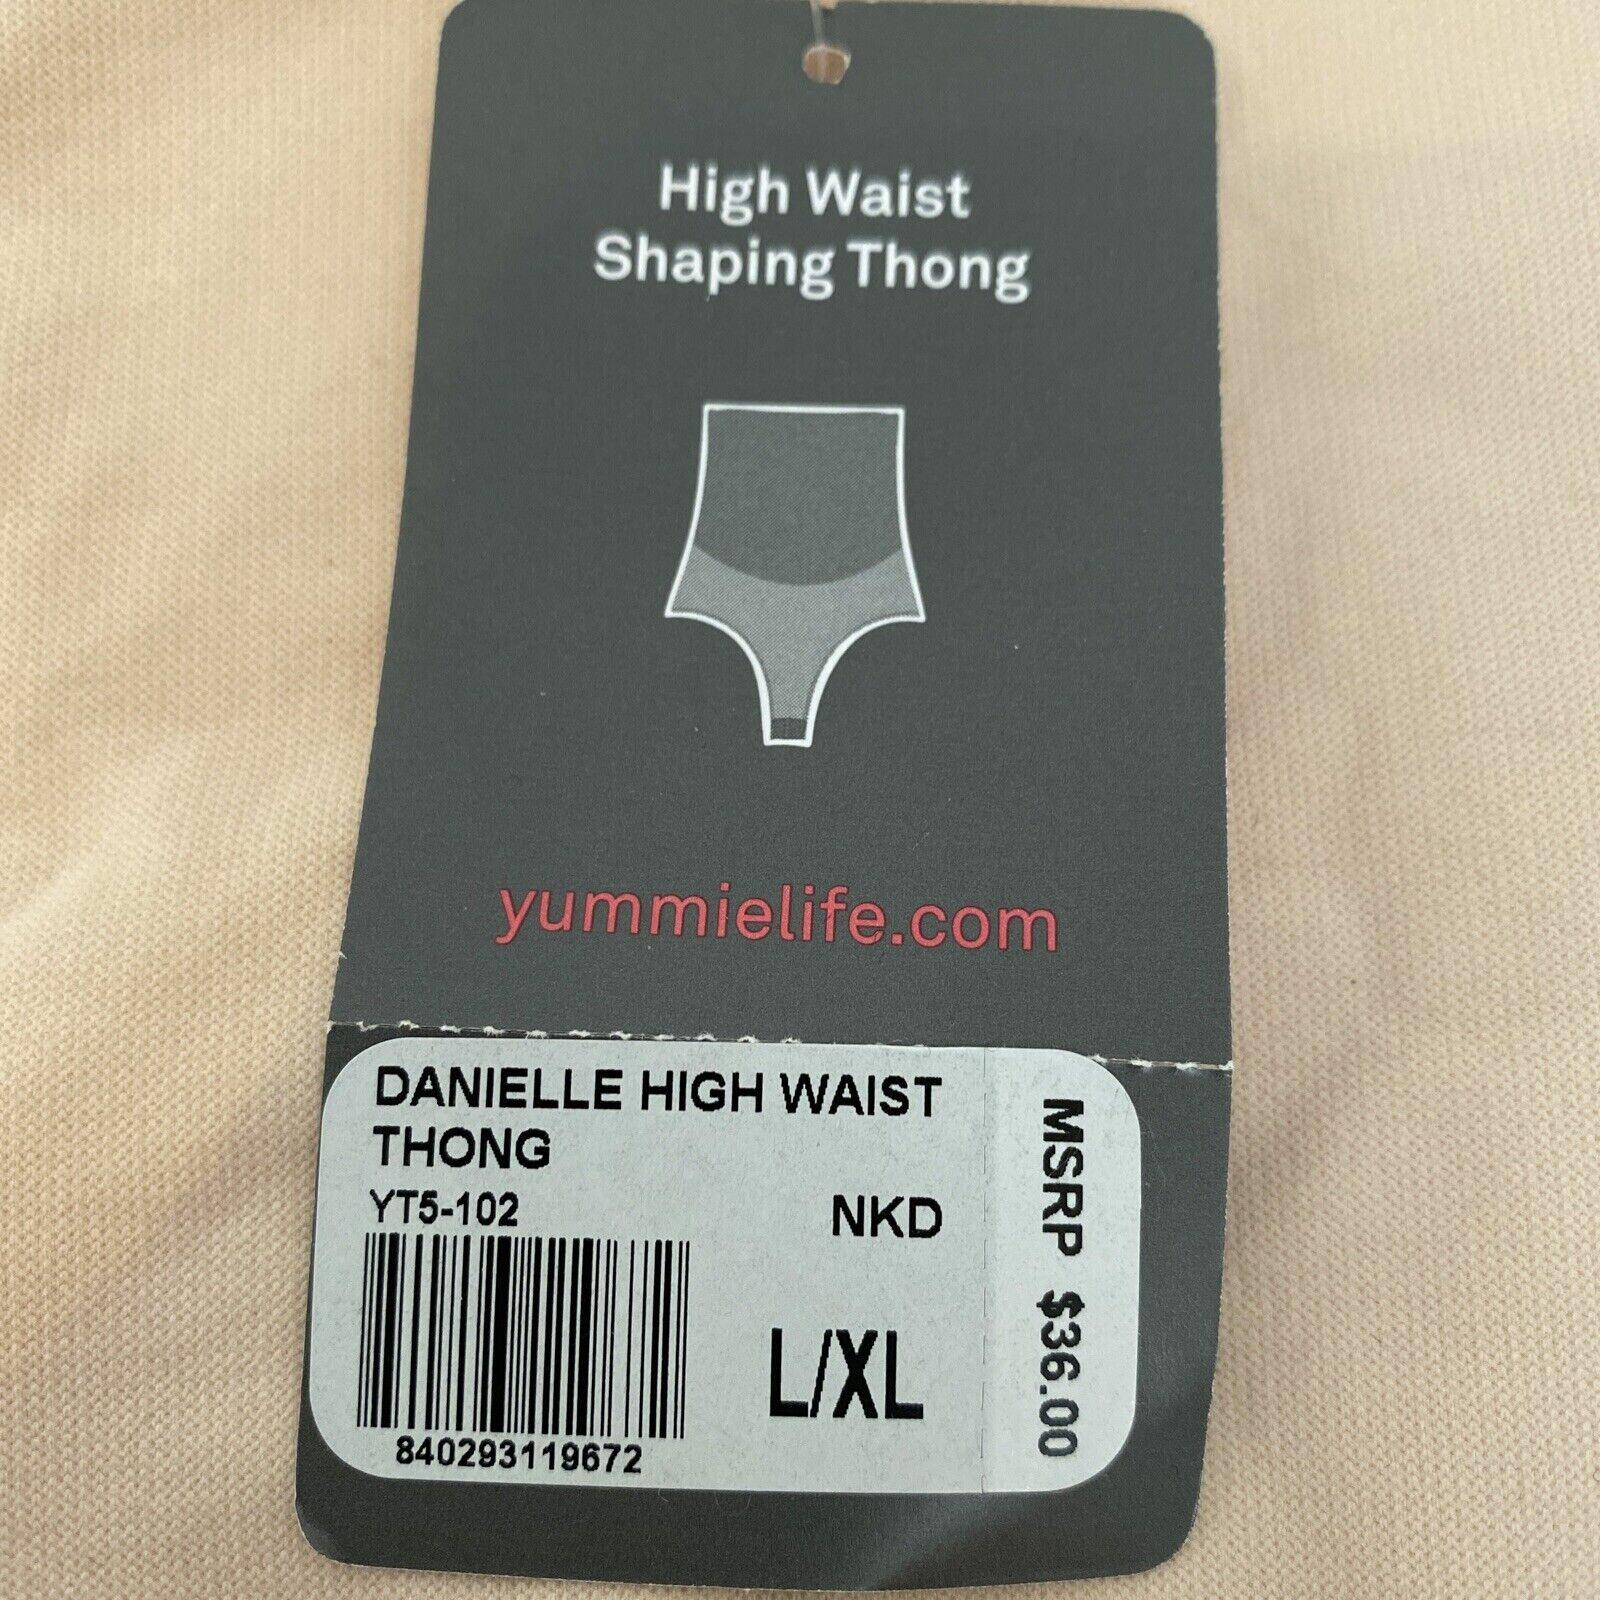 High Waist
Shaping Thong
yummielife.com
DANIELLE HIGH WAIST
THONG
YT5-102 NKD
L/XL
840293119672
MSRP $36.00